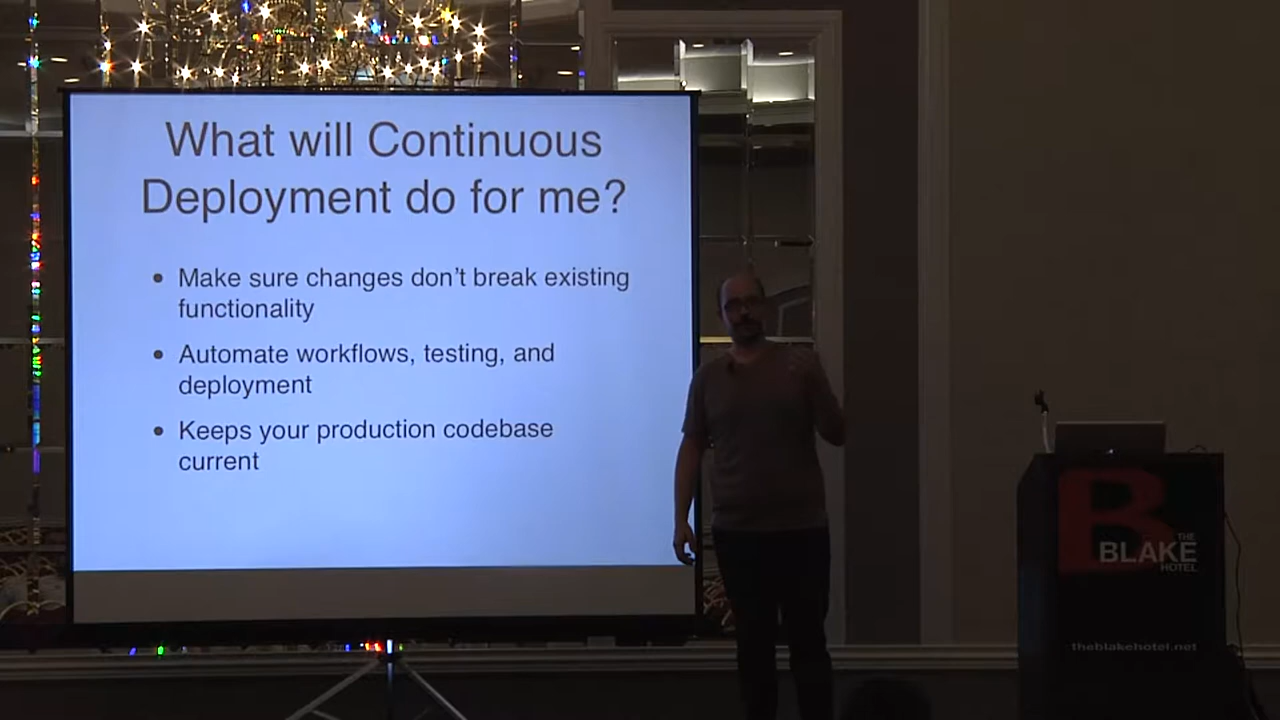 What will Continuous
Deployment do for me?
• Make sure changes don't break existing
functionality
• Automate workflows, testing, and
deployment
• Keeps your production codebase
current
B
THE
BLAKE
HOTEL
theblakehotel.net